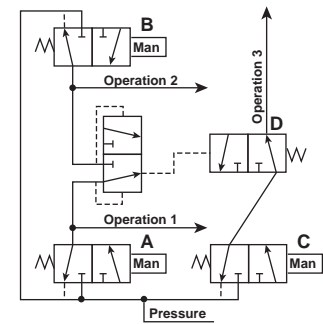 B
Man
Operation 2
Operation 3
D
Operation 1
A
Man
C
Man
Pressure